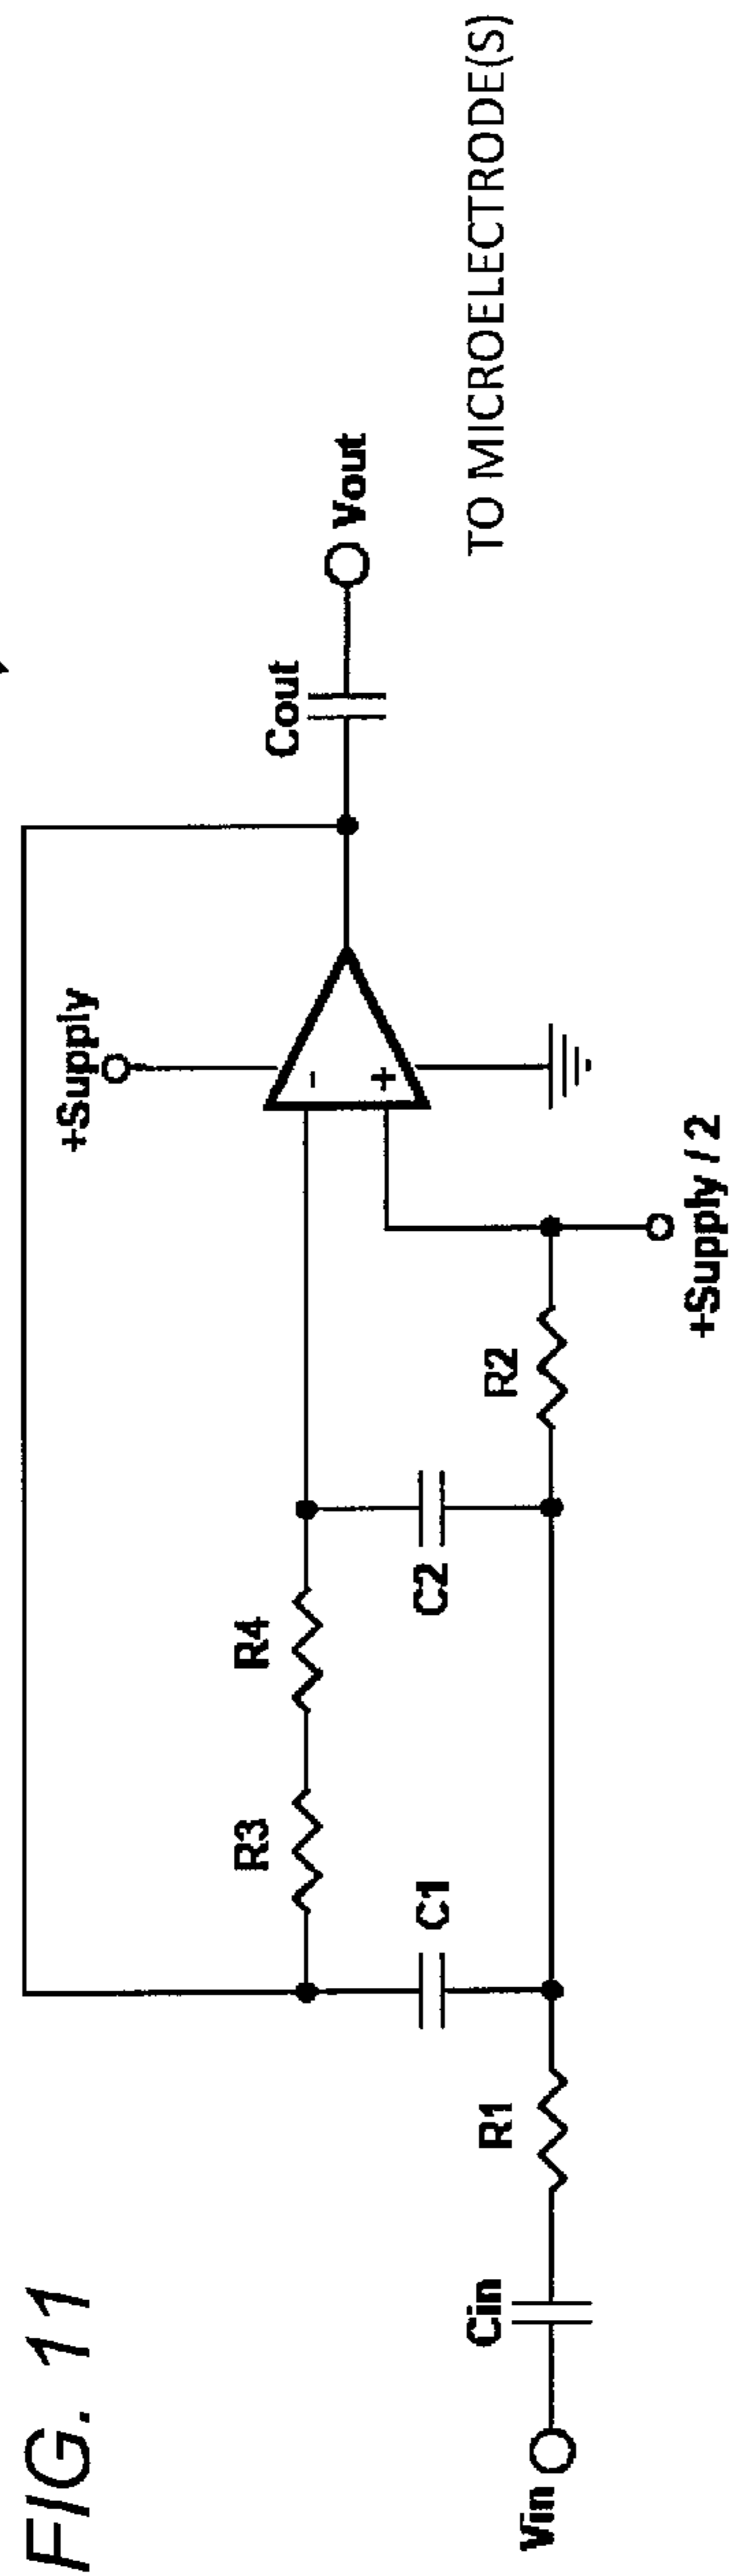 FIG. 11
+Supply
Cout
Vout
R3
R4
-
+
C1
C2
TO MICROELECTRODE(S)
Vin
Cin
R1
R2
+Supply / 2